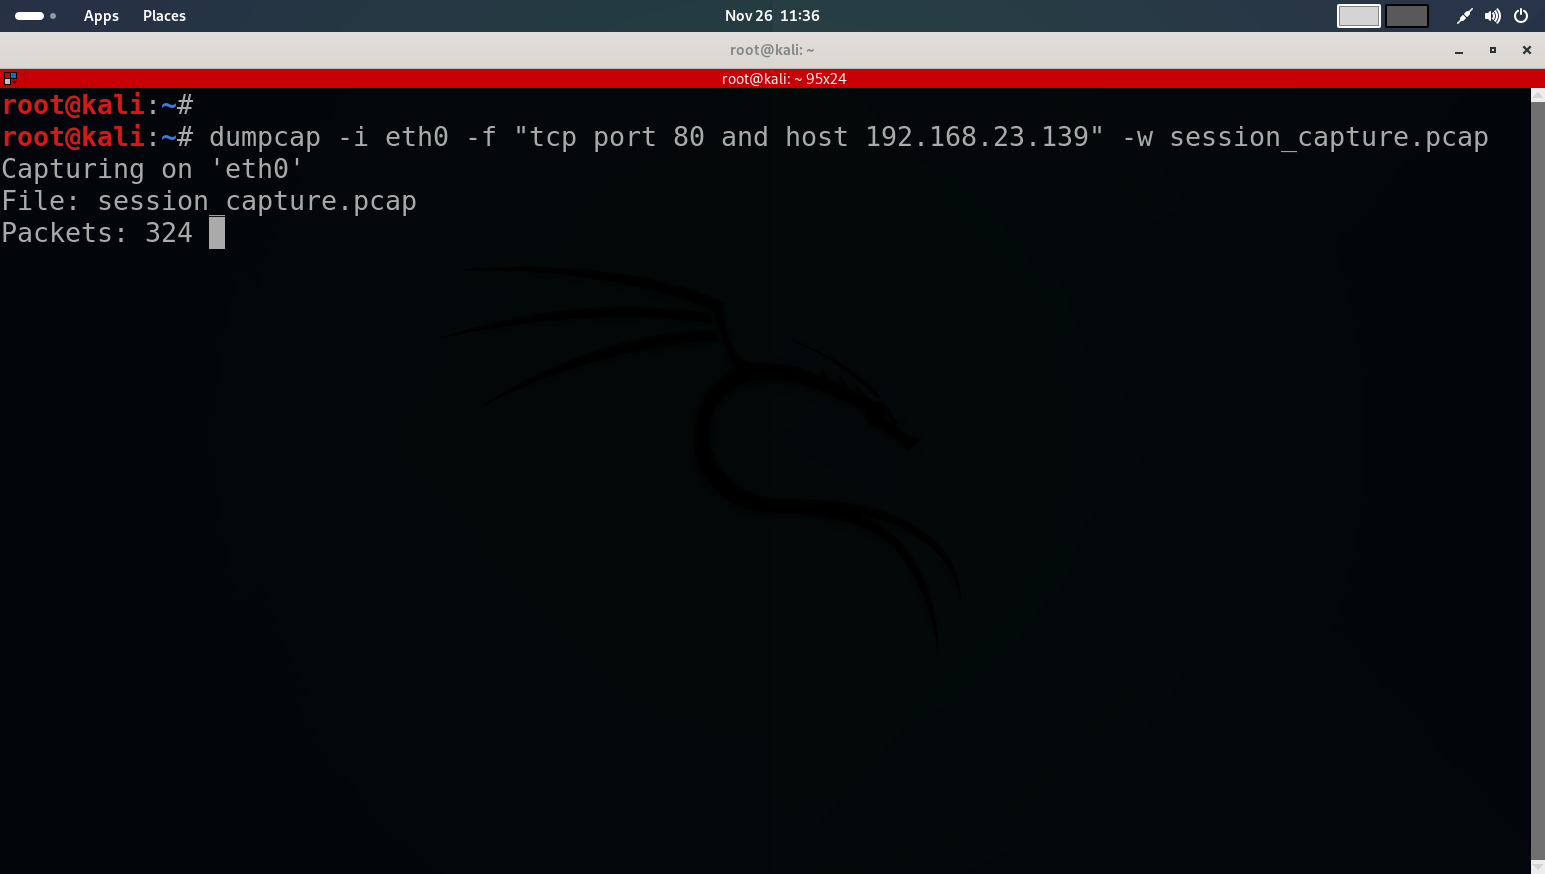 Apps Places Nov 26 11:36
root@kali: ~
root@kali: ~ 95x24
root@kali:~#
root@kali:~# dumpcap -i eth0 -f "tcp port 80 and host 192.168.23.139" -w session_capture.pcap
Capturing on 'eth0'
File: session_capture.pcap
Packets: 324